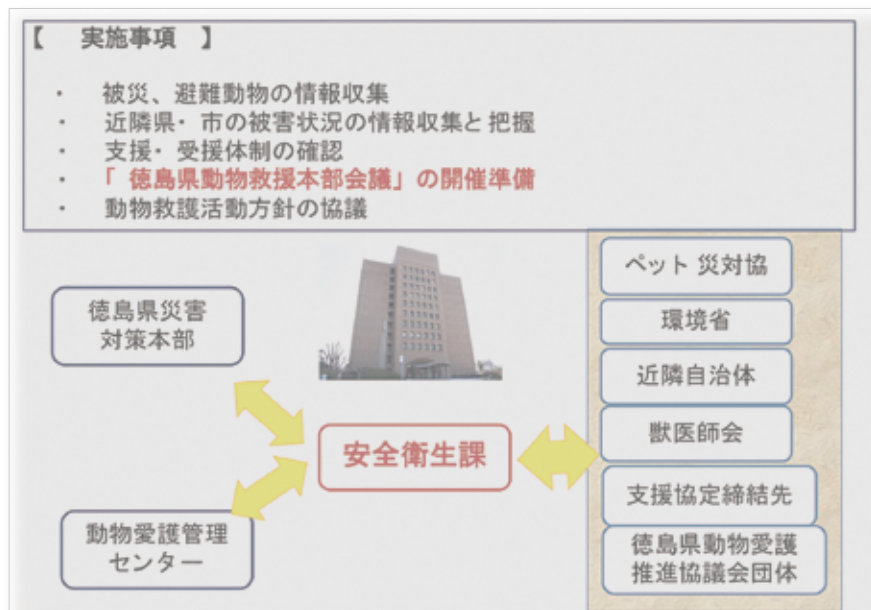 【 実施事項 】
・ 被災、避難動物の情報収集
・ 近隣県・市の被害状況の情報収集と把握
・ 支援・受援体制の確認
・ 「徳島県動物救援本部会議」の開催準備
・ 動物救護活動方針の協議
徳島県災害
対策本部
安全衛生課
動物愛護管理
センター
ペット災対協
環境省
近隣自治体
獣医師会
支援協定締結先
徳島県動物愛護
推進協議会団体